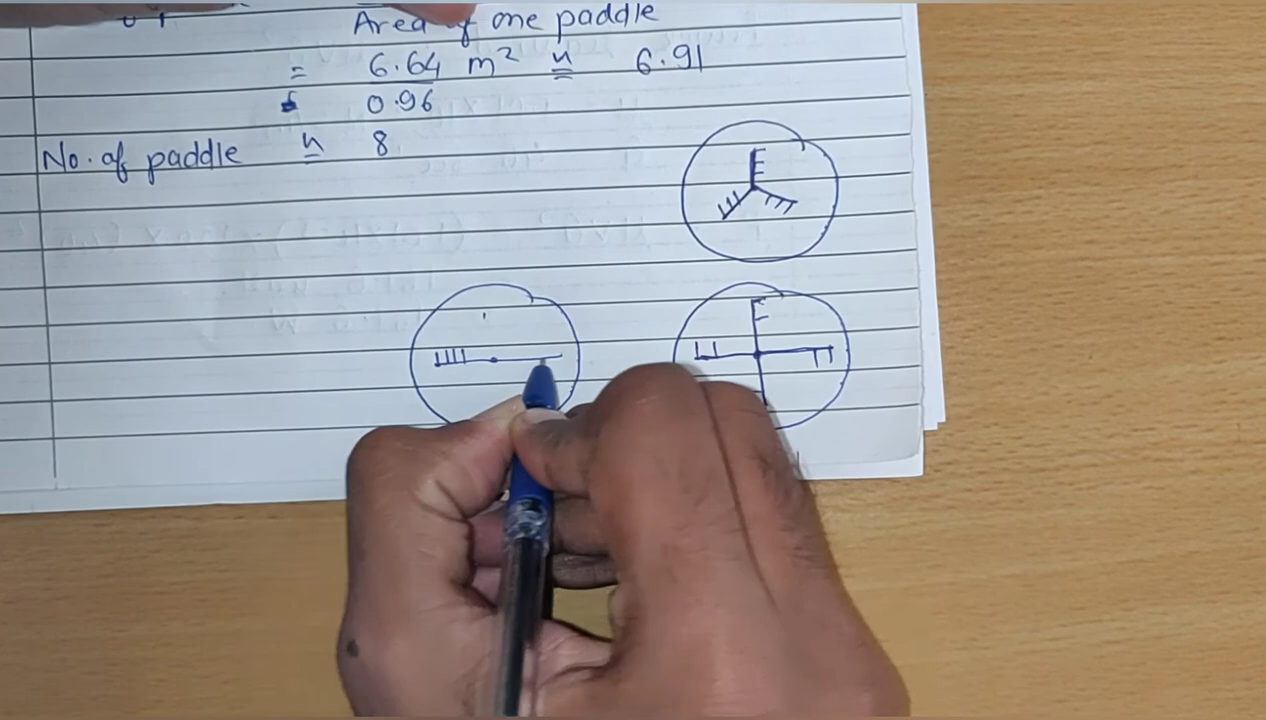 Area of one paddle
= 6.64 m² ≈ 6.91
0.96
No. of paddle ≈ 8